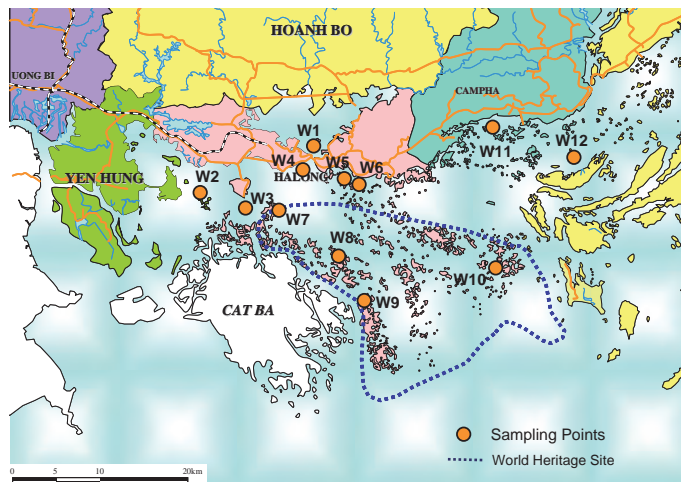 HOANH BO
UONG BI
CAMPHA
W1
W11
W12
W4
HALONG
W5
W6
YEN HUNG
W2
W3
W7
W8
W10
CAT BA
W9
Sampling Points
World Heritage Site
0 5 10 20km